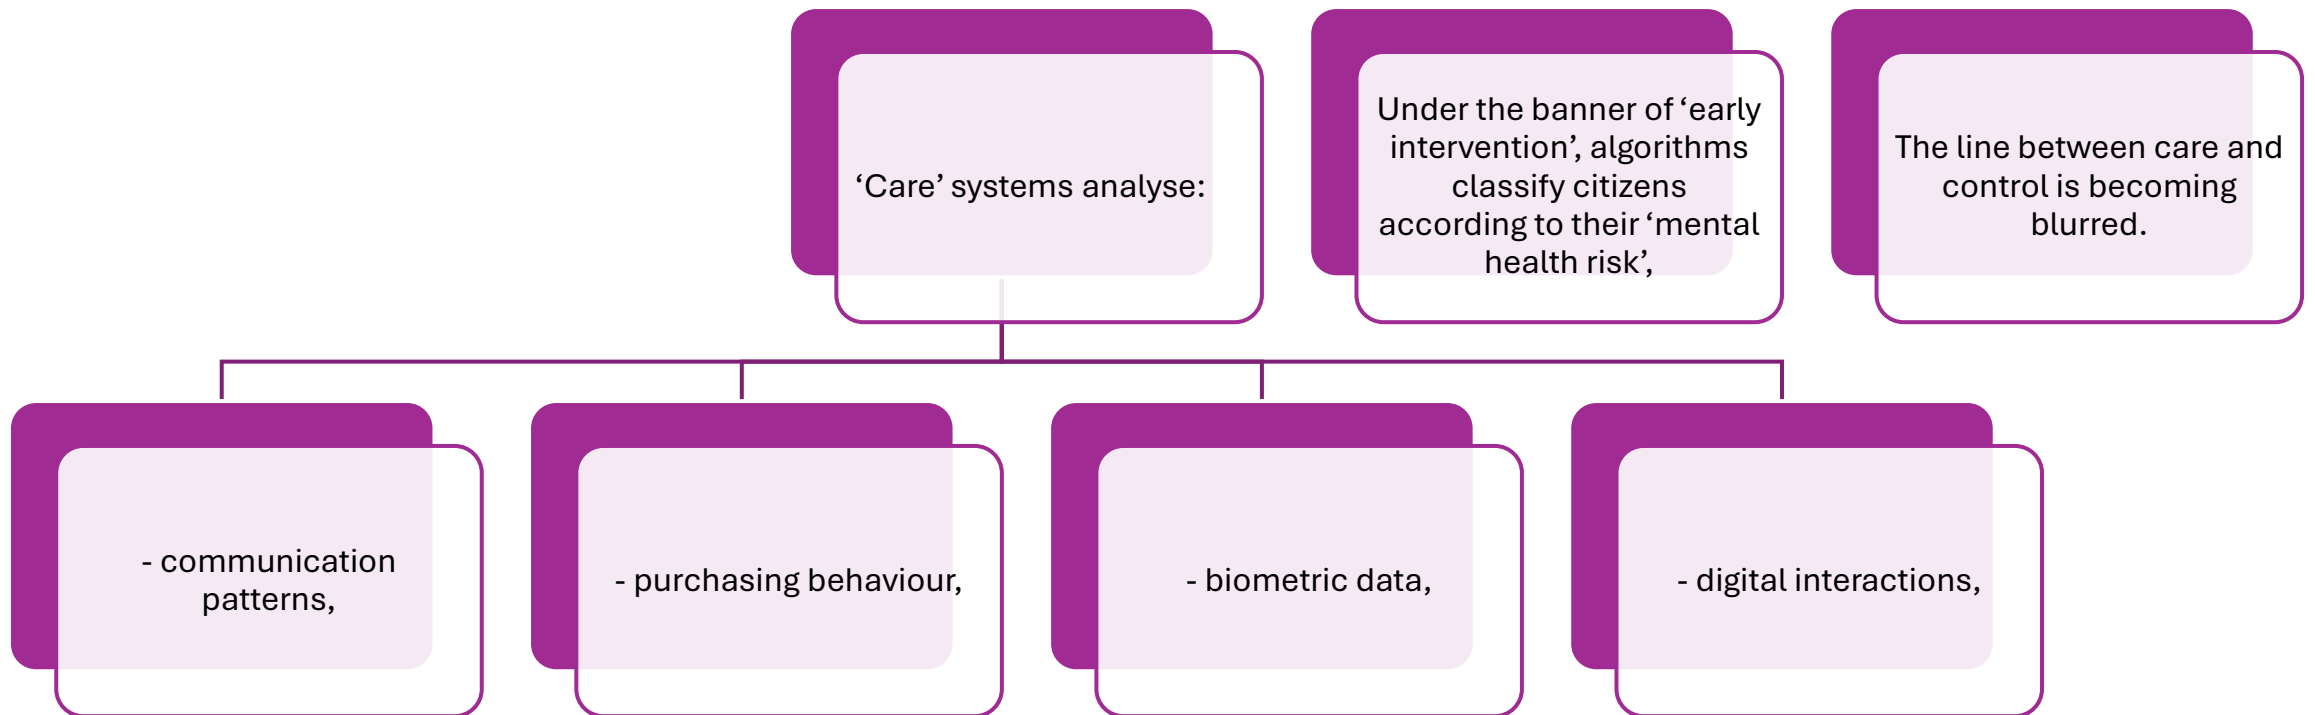 ‘Care’ systems analyse:
Under the banner of ‘early
intervention’, algorithms
classify citizens
according to their ‘mental
health risk’,
The line between care and
control is becoming
blurred.
- communication
patterns,
- purchasing behaviour,
- biometric data,
- digital interactions,